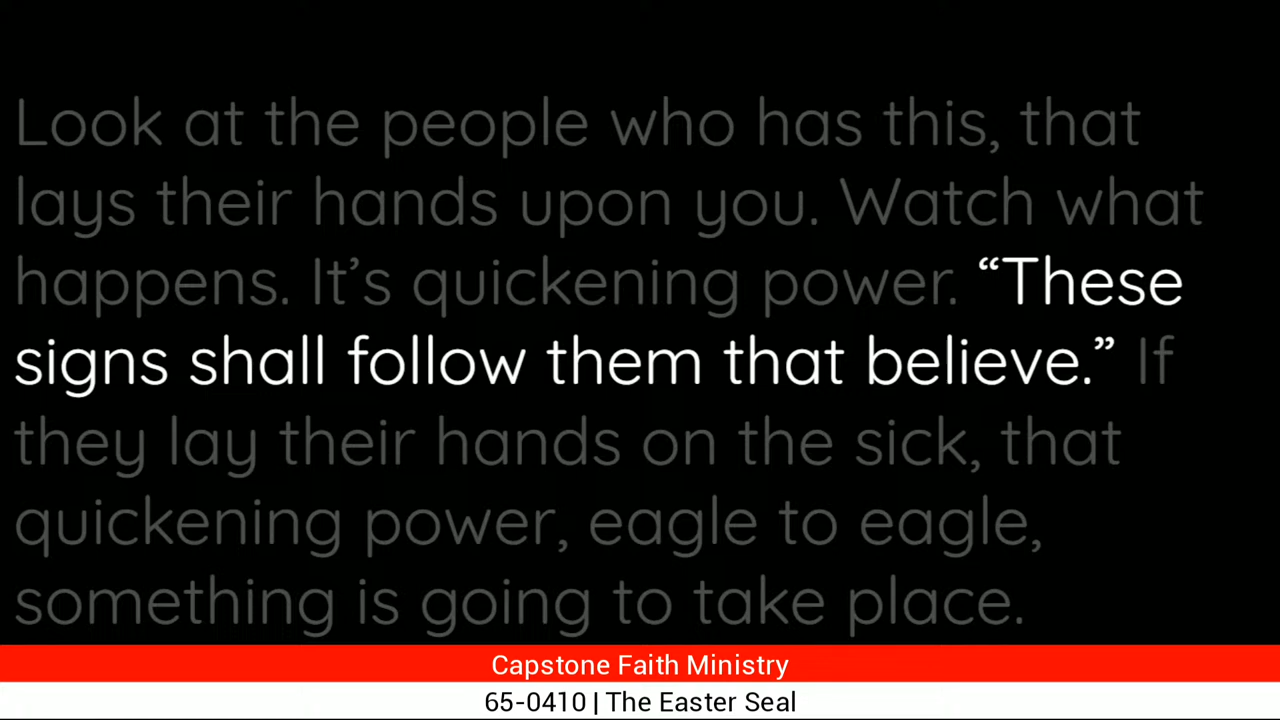 Look at the people who has this, that
lays their hands upon you. Watch what
happens. It’s quickening power. “These
signs shall follow them that believe.” If
they lay their hands on the sick, that
quickening power, eagle to eagle,
something is going to take place.
Capstone Faith Ministry
65-0410 | The Easter Seal